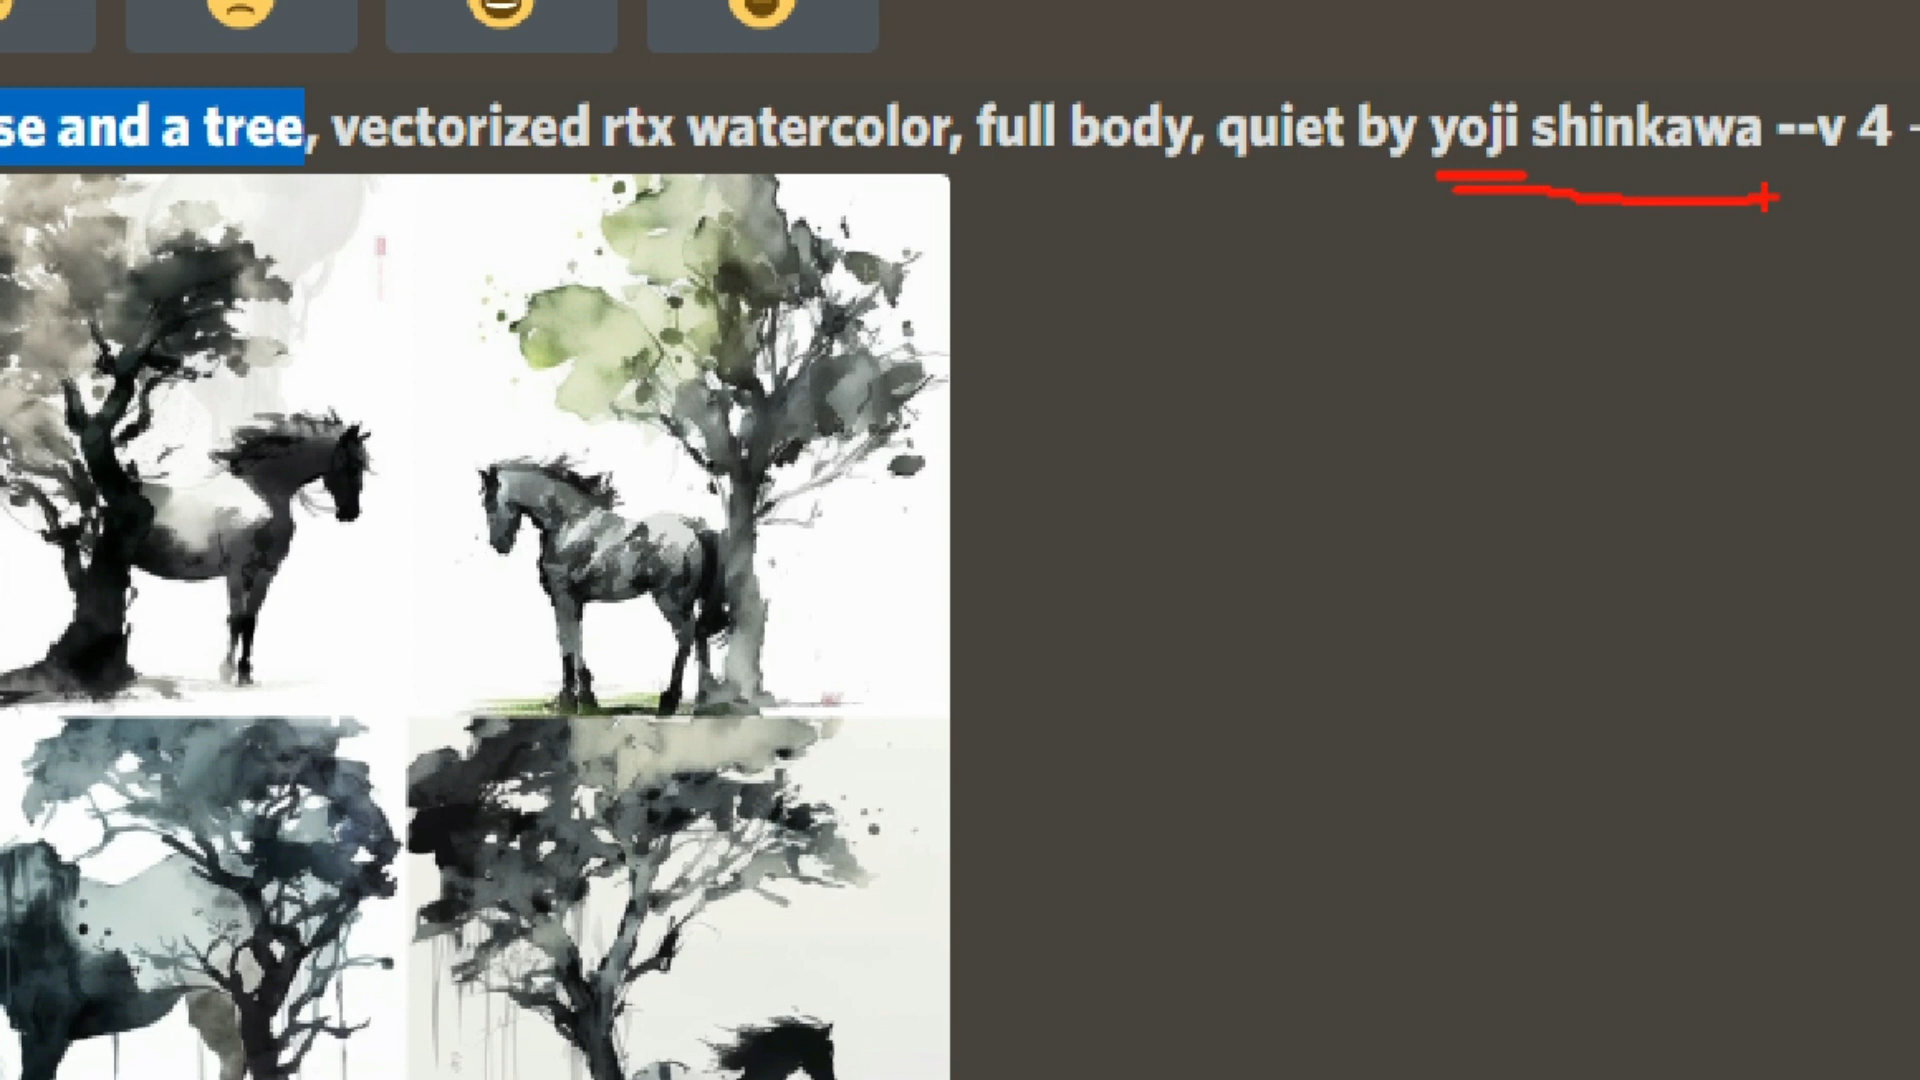 se and a tree, vectorized rtx watercolor, full body, quiet by yoji shinkawa --v 4 -